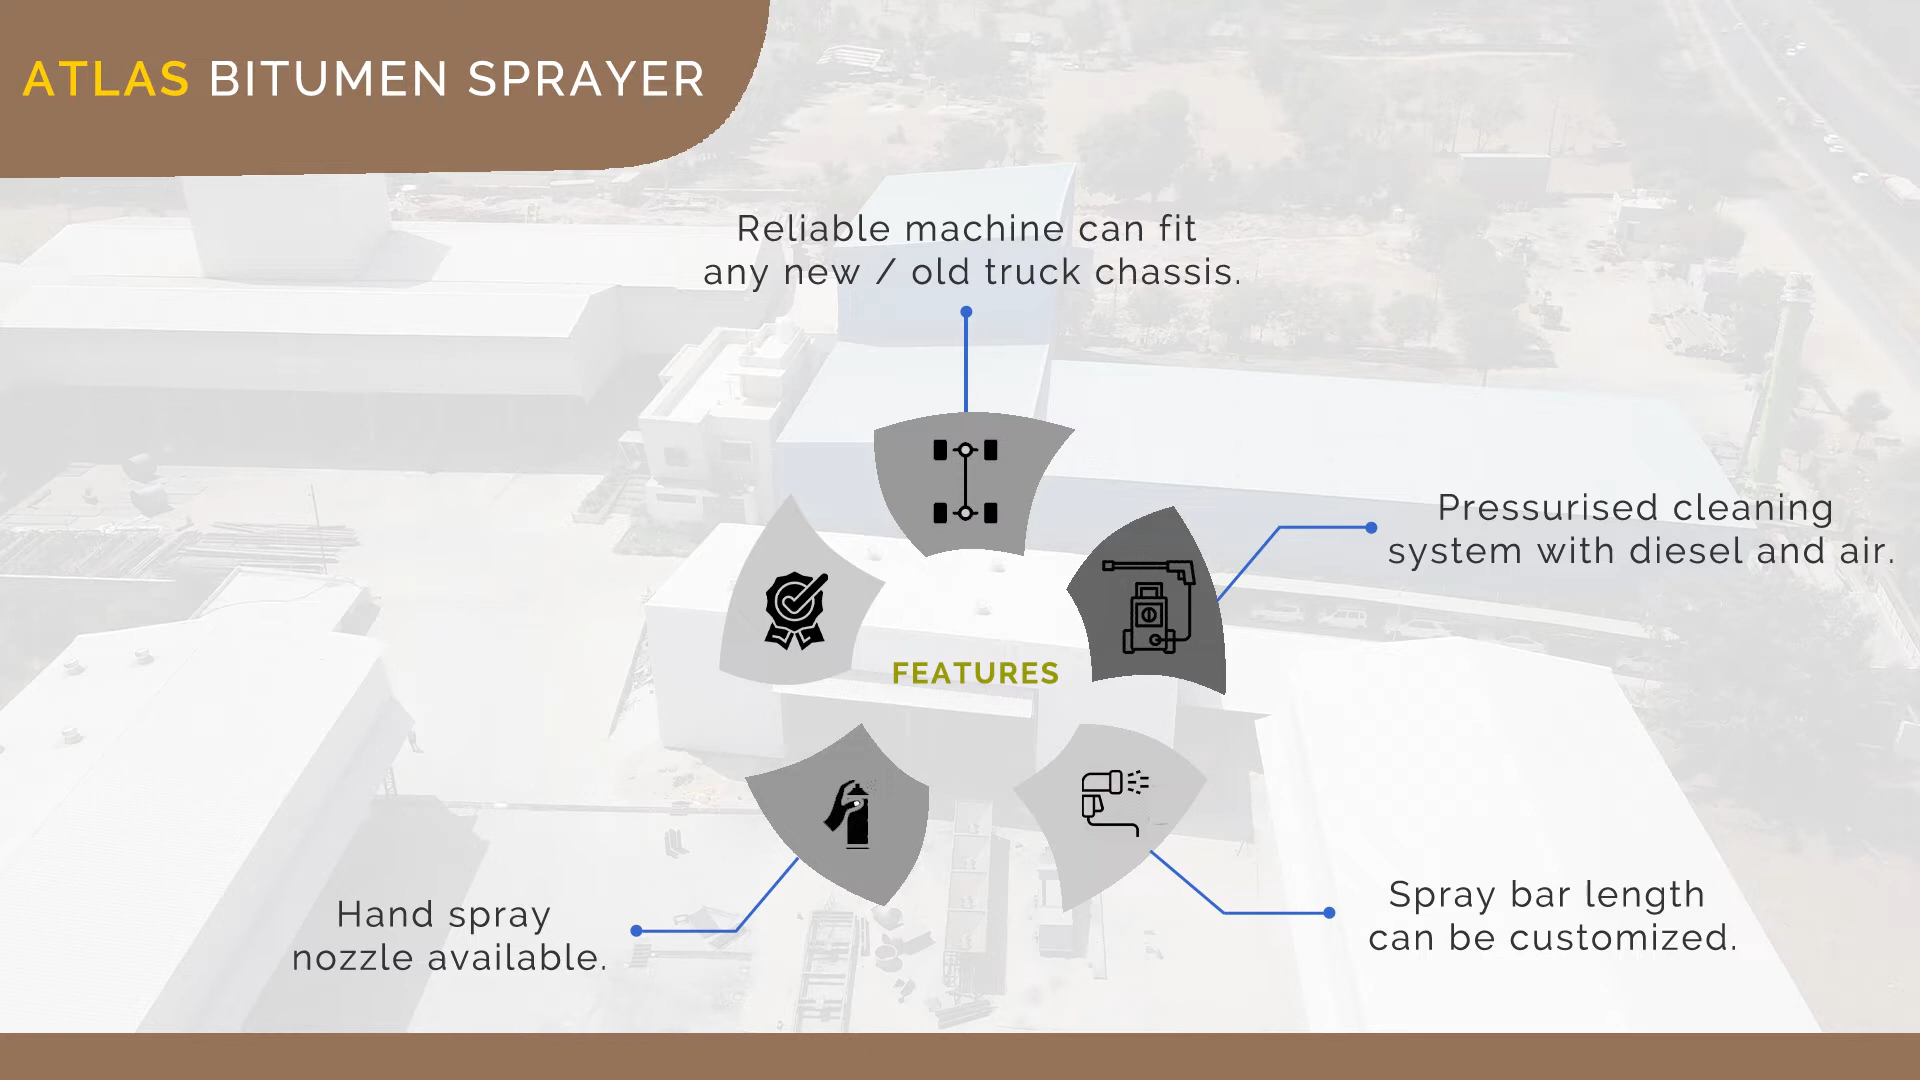 ATLAS BITUMEN SPRAYER
Reliable machine can fit
any new / old truck chassis.
Pressurised cleaning
system with diesel and air.
FEATURES
Spray bar length
can be customized.
Hand spray
nozzle available.